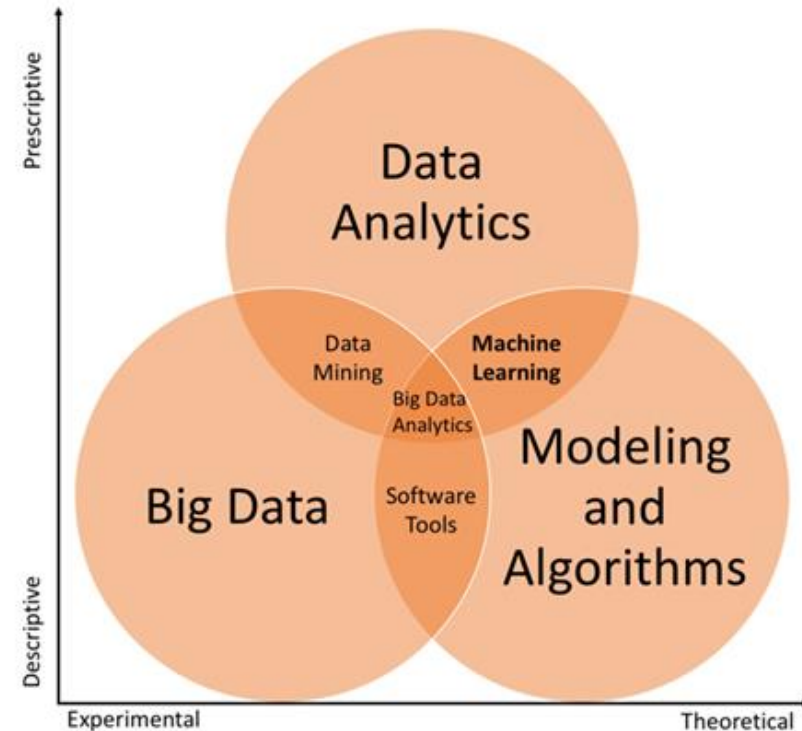 Prescriptive
Data
Analytics
Data
Mining
Machine
Learning
Big Data
Analytics
Big Data
Software
Tools
Modeling
and
Algorithms
Descriptive
Experimental
Theoretical